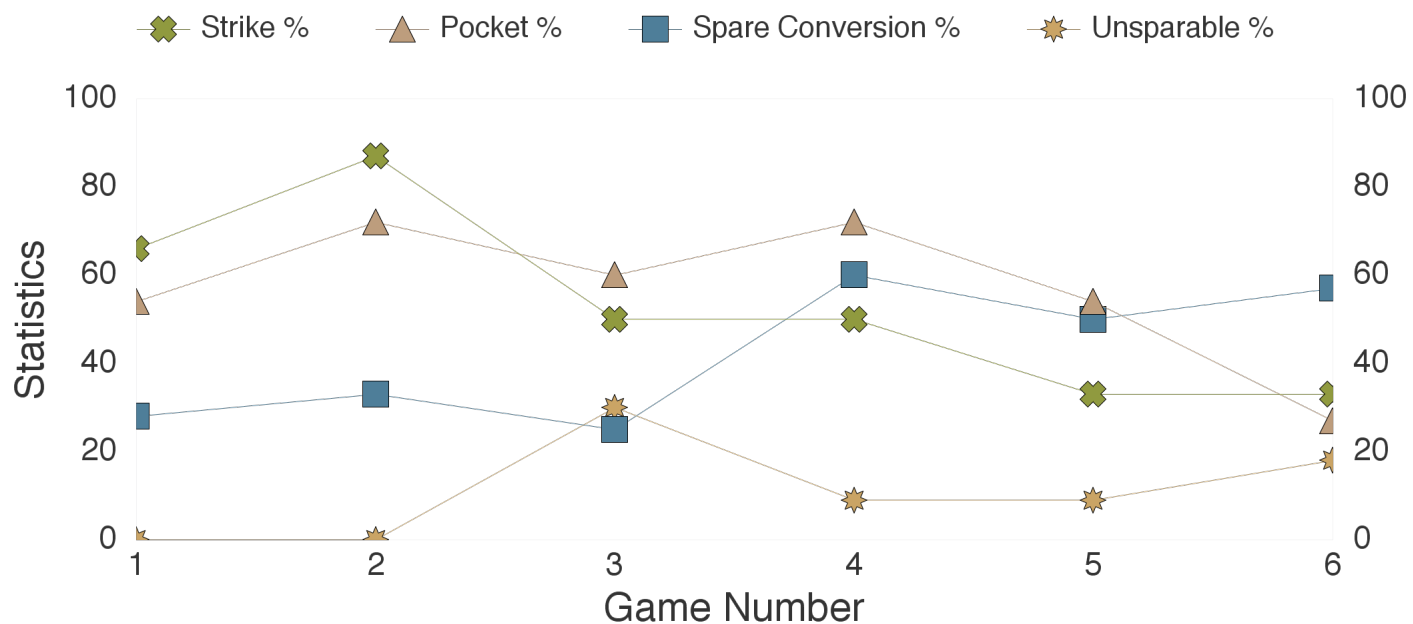 Strike % Pocket % Spare Conversion % Unsparable %
100 100
80 80
60 60
40 40
20 20
0 0
Statistics
1 2 3 4 5 6
Game Number